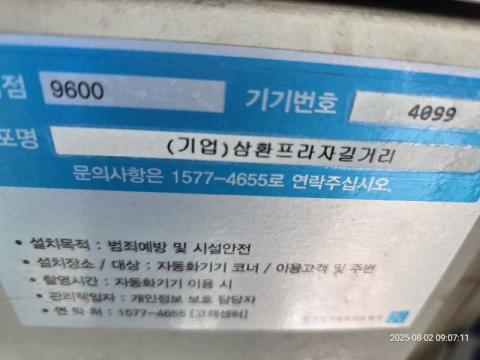 점 9600 기기번호 4099
포명 (기업)삼환프라자길거리
문의사항은 1577-4655로 연락주십시오.
• 설치목적 : 범죄예방 및 시설안전
• 설치장소 / 대상 : 자동화기기 코너 / 이용고객 및 주변
• 촬영시간 : 자동화기기 이용 시
• 관리책임자 : 개인정보 보호 담당자
• 연 락 처 : 1577-4655 [고객센터]
2025-08-02 09:07:11